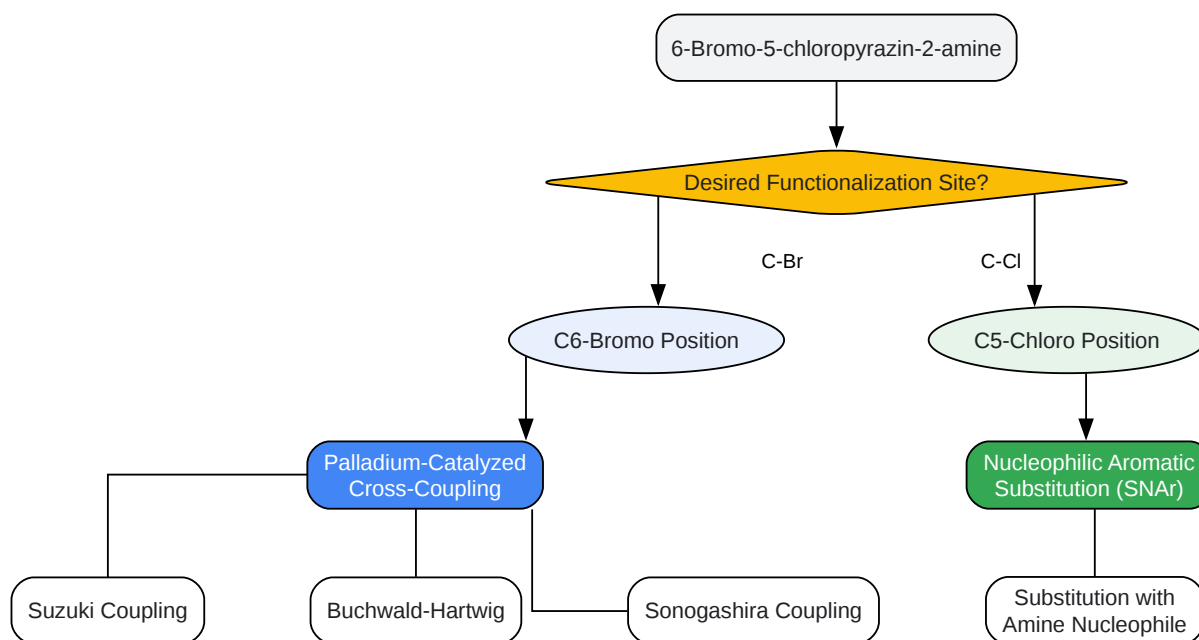 6-Bromo-5-chloropyrazin-2-amine
Desired Functionalization Site?
C-Br
C-Cl
C6-Bromo Position
C5-Chloro Position
Palladium-Catalyzed
Cross-Coupling
Nucleophilic Aromatic
Substitution (SNAr)
Suzuki Coupling
Buchwald-Hartwig
Sonogashira Coupling
Substitution with
Amine Nucleophile